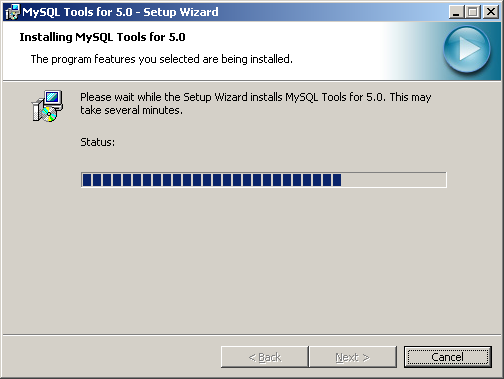 MySQL Tools for 5.0 - Setup Wizard
Installing MySQL Tools for 5.0
The program features you selected are being installed.
Please wait while the Setup Wizard installs MySQL Tools for 5.0. This may
take several minutes.
Status:
< Back Next > Cancel